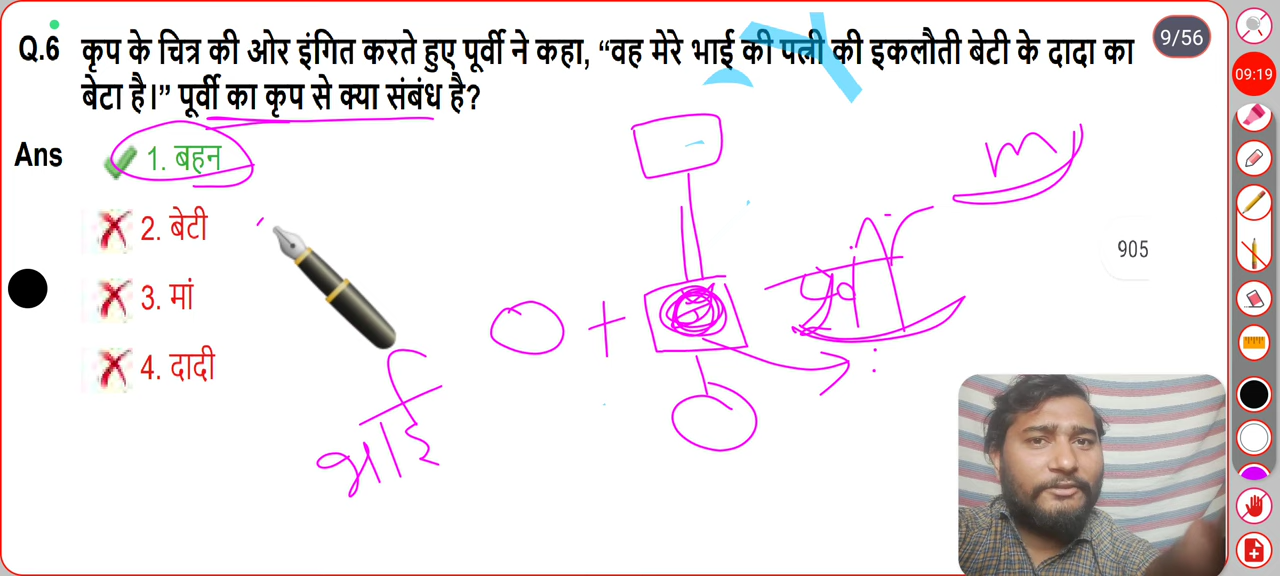 9/56
Q.6 कृप के चित्र की ओर इंगित करते हुए पूर्वी ने कहा, “वह मेरे भाई की पत्नी की इकलौती बेटी के दादा का
बेटा है।” पूर्वी का कृप से क्या संबंध है?
09:19
Ans 1. बहन
2. बेटी
3. मां
4. दादी
905
भाई